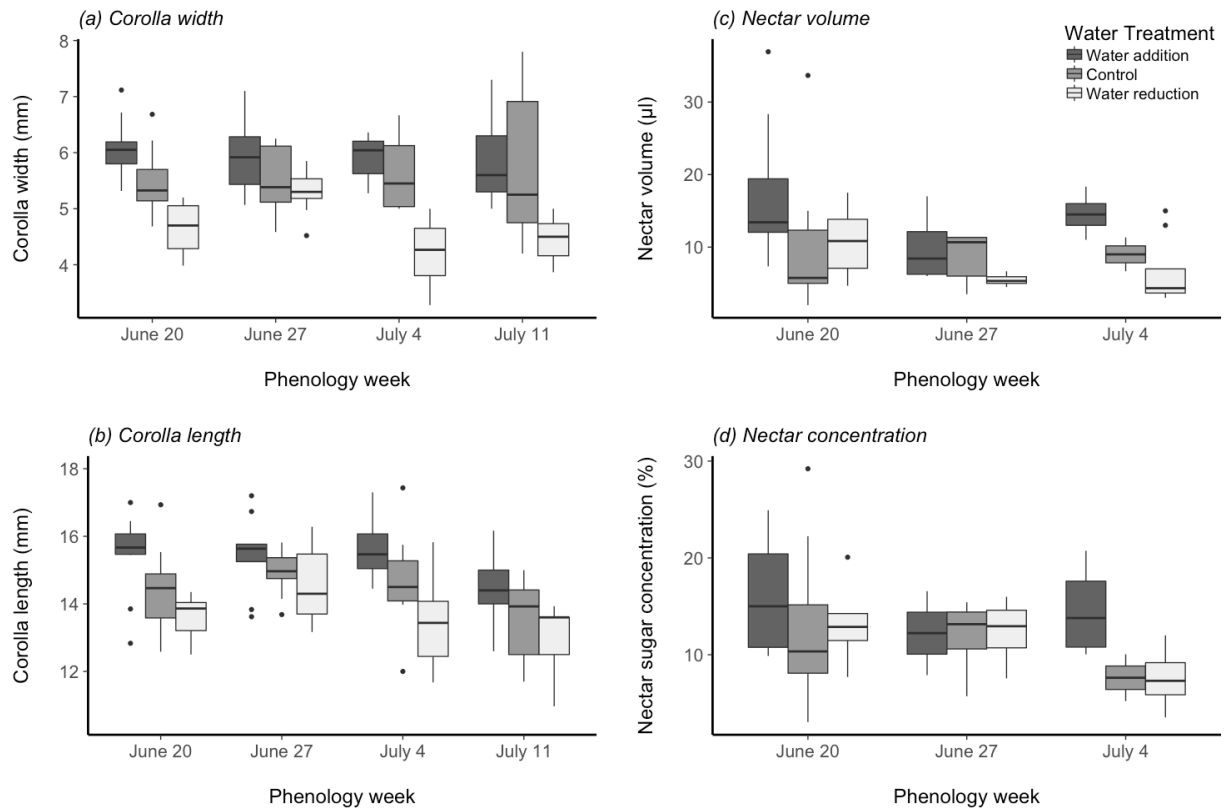 (a) Corolla width
Corolla width (mm)
8
7
6
5
4
June 20
June 27
July 4
July 11
Phenology week
(c) Nectar volume
Nectar volume (µl)
30
20
10
June 20
June 27
July 4
Phenology week
Water Treatment
Water addition
Control
Water reduction
(b) Corolla length
Corolla length (mm)
18
16
14
12
June 20
June 27
July 4
July 11
Phenology week
(d) Nectar concentration
Nectar sugar concentration (%)
30
20
10
June 20
June 27
July 4
Phenology week